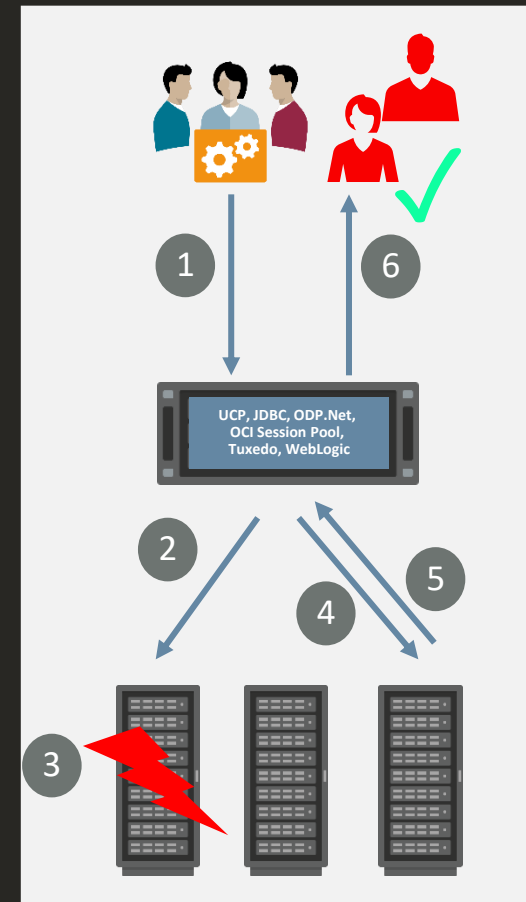 1
6
UCP, JDBC, ODP.Net,
OCI Session Pool,
Tuxedo, WebLogic
2
5
4
3